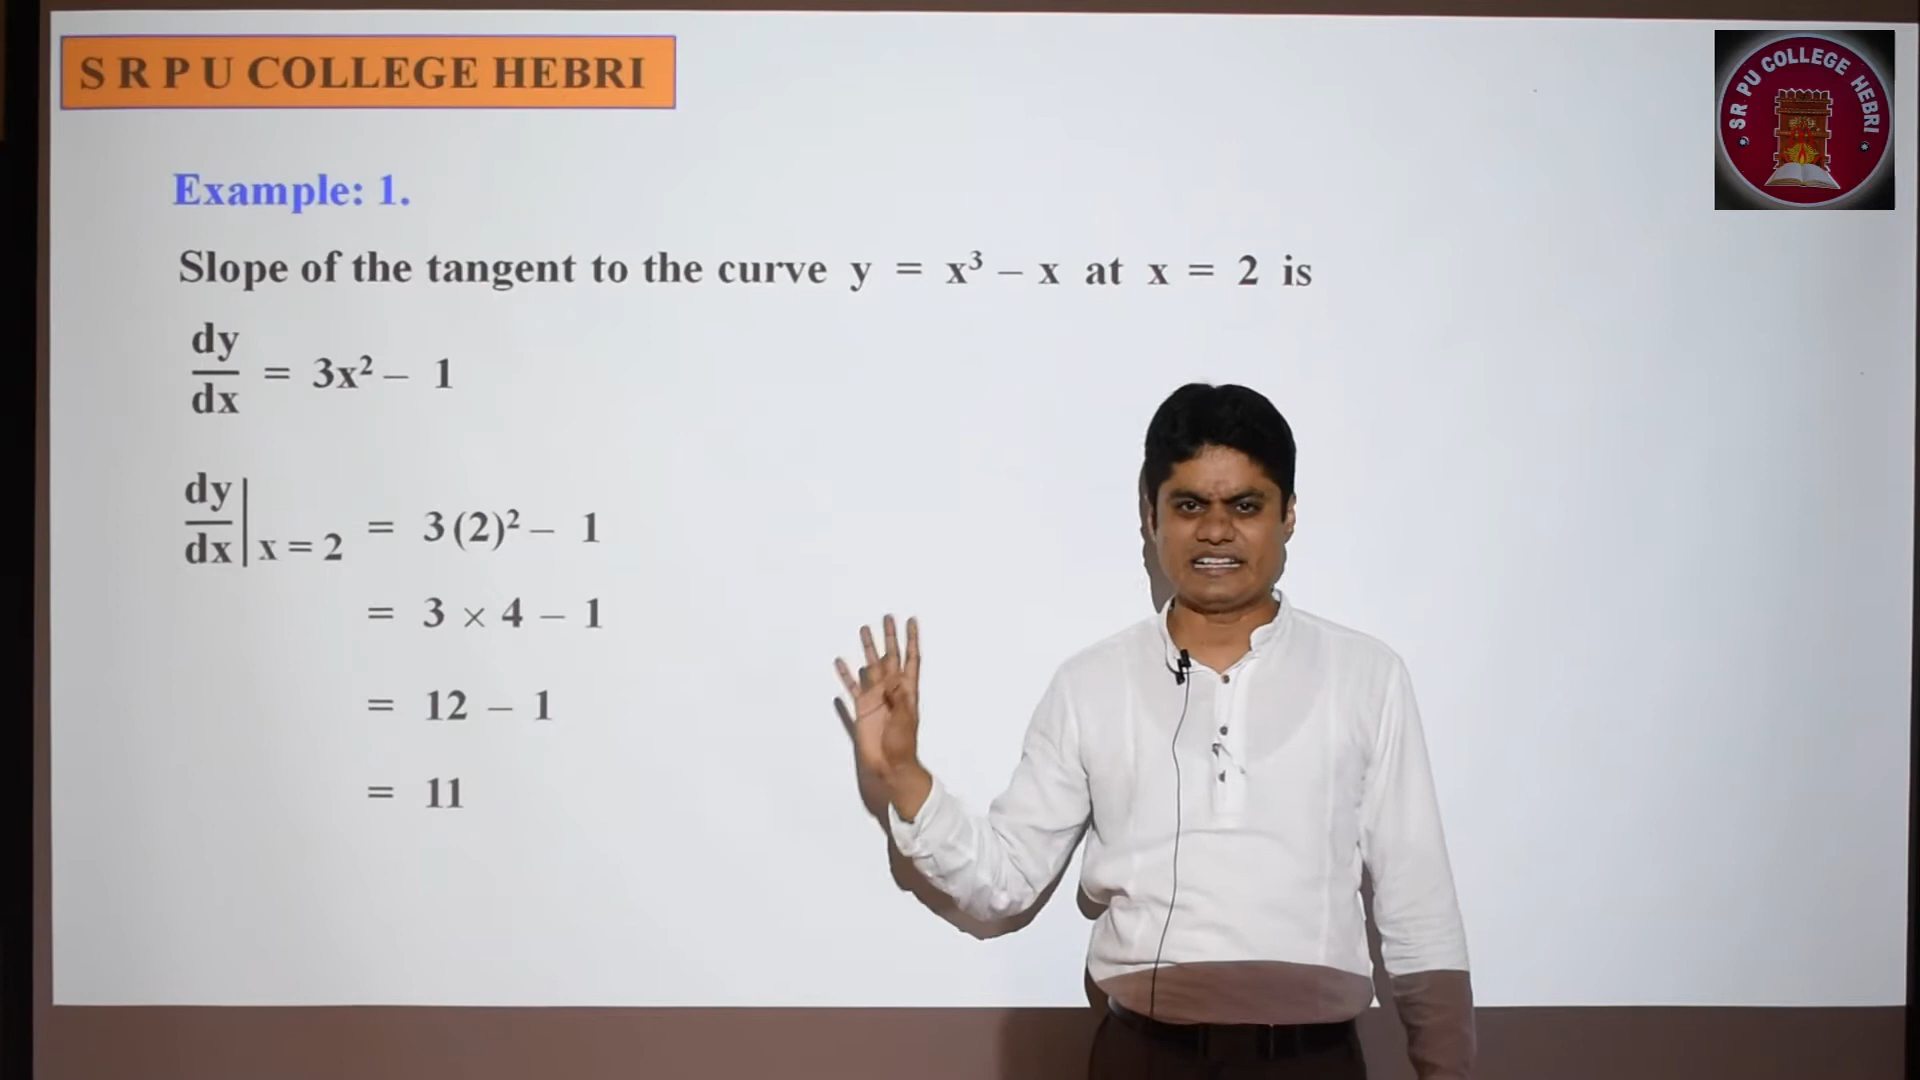 S R P U COLLEGE HEBRI
SR PU COLLEGE HEBRI
Example: 1.
Slope of the tangent to the curve y = x³ – x at x = 2 is
dy/dx = 3x² – 1
dy/dx | x = 2 = 3(2)² – 1
= 3 × 4 – 1
= 12 – 1
= 11